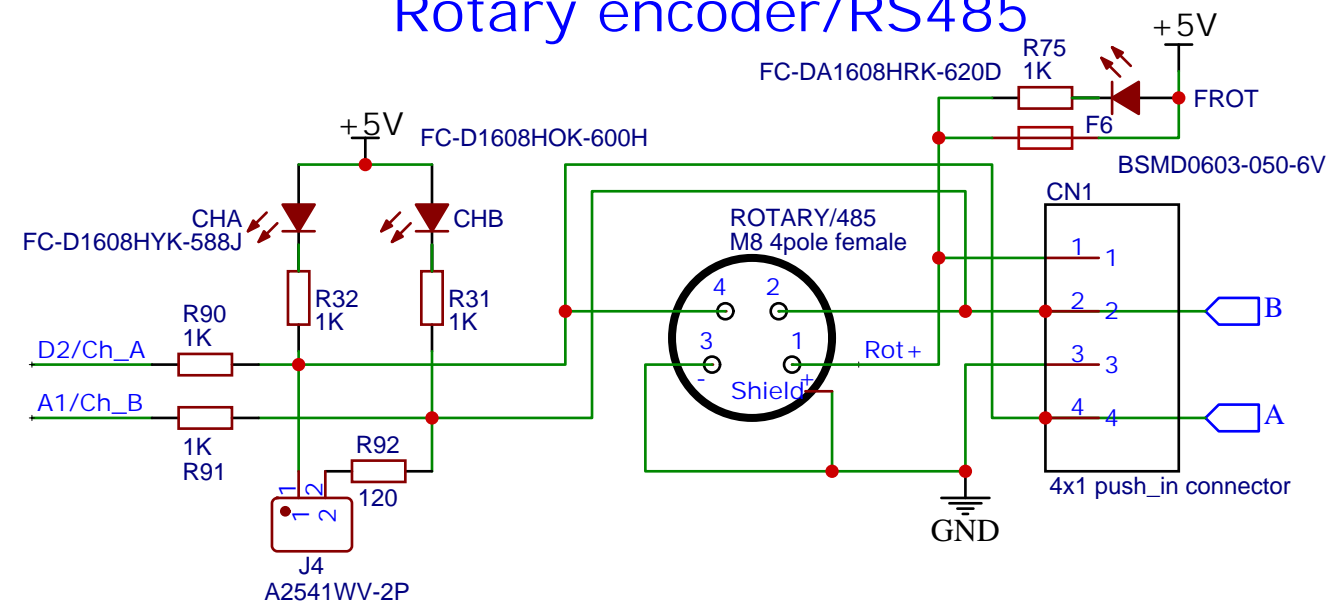 Rotary encoder/RS485
+5V
R75
1K
FC-DA1608HRK-620D
FROT
F6
BSMD0603-050-6V
+5V
FC-D1608HOK-600H
CHA
FC-D1608HYK-588J
CHB
R32
1K
R31
1K
R90
1K
D2/Ch_A
A1/Ch_B
1K
R91
R92
120
1
2
1
2
J4
A2541WV-2P
ROTARY/485
M8 4pole female
4
2
3
1
-
+
Shield
Rot+
CN1
1
1
2
2
3
3
4
4
B
A
4x1 push_in connector
GND